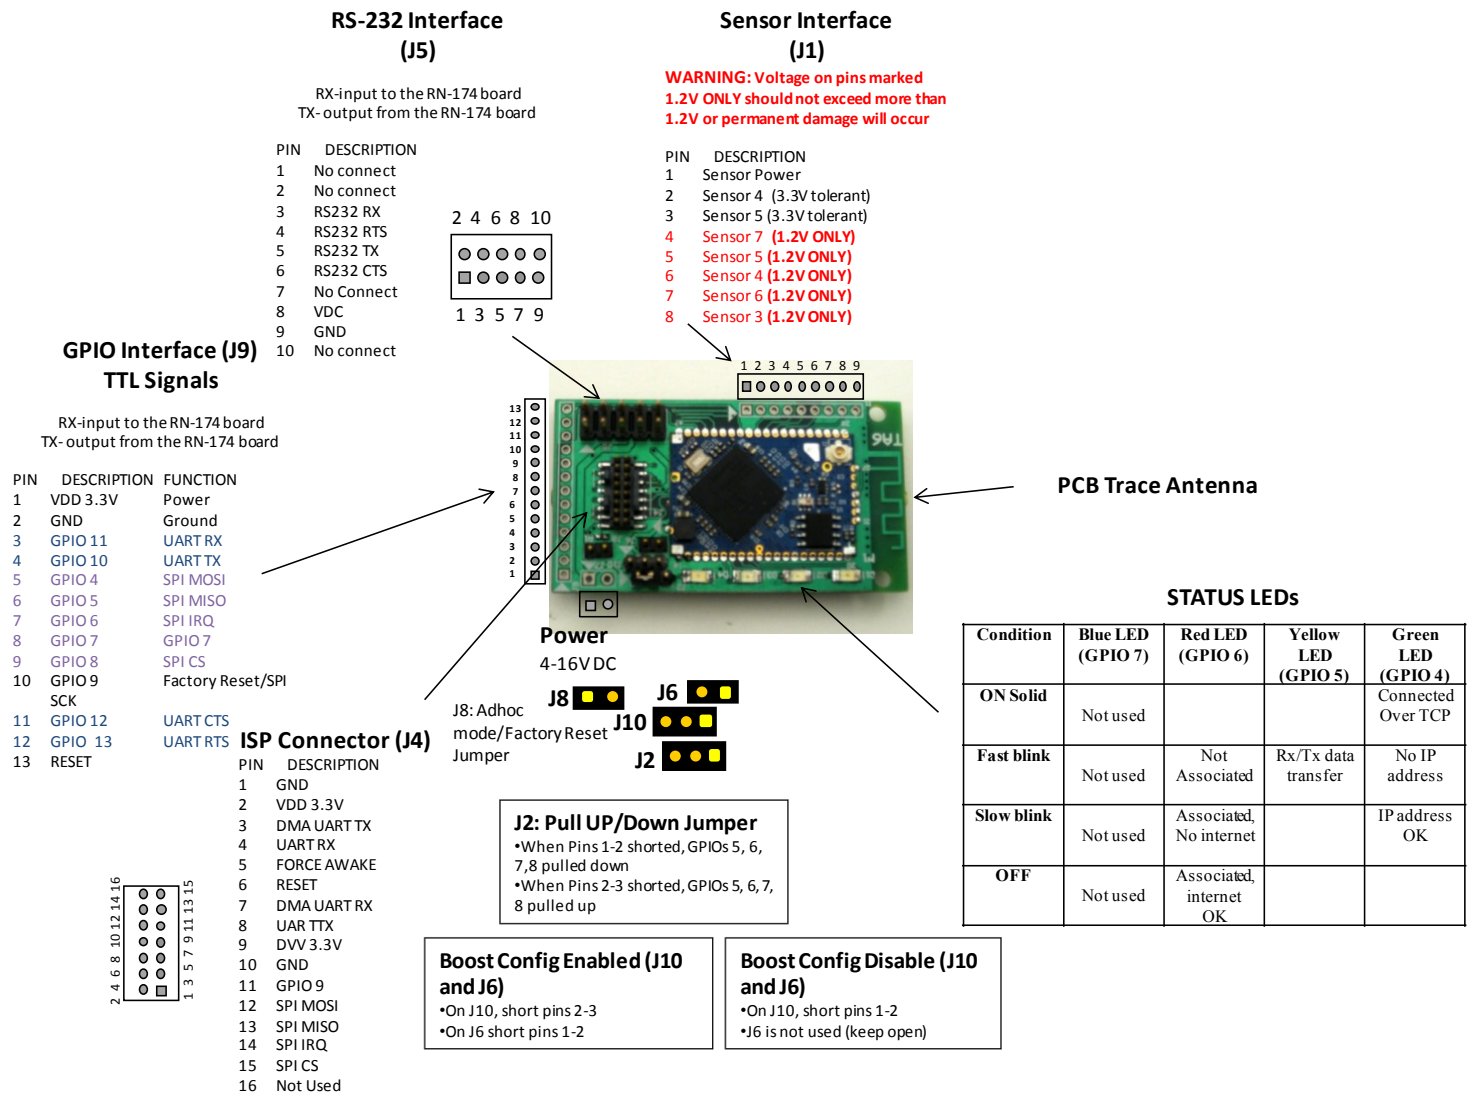 RS-232 Interface
(J5)
RX-input to the RN-174 board
TX- output from the RN-174 board
PIN DESCRIPTION
1 No connect
2 No connect
3 RS232 RX
4 RS232 RTS
5 RS232 TX
6 RS232 CTS
7 No Connect
8 VDC
9 GND
10 No connect
2 4 6 8 10
1 3 5 7 9
Sensor Interface
(J1)
WARNING: Voltage on pins marked
1.2V ONLY should not exceed more than
1.2V or permanent damage will occur
PIN DESCRIPTION
1 Sensor Power
2 Sensor 4 (3.3V tolerant)
3 Sensor 5 (3.3V tolerant)
4 Sensor 7 (1.2V ONLY)
5 Sensor 5 (1.2V ONLY)
6 Sensor 4 (1.2V ONLY)
7 Sensor 6 (1.2V ONLY)
8 Sensor 3 (1.2V ONLY)
1 2 3 4 5 6 7 8 9
GPIO Interface (J9)
TTL Signals
RX-input to the RN-174 board
TX- output from the RN-174 board
PIN DESCRIPTION FUNCTION
1 VDD 3.3V Power
2 GND Ground
3 GPIO 11 UART RX
4 GPIO 10 UART TX
5 GPIO 4 SPI MOSI
6 GPIO 5 SPI MISO
7 GPIO 6 SPI IRQ
8 GPIO 7 GPIO 7
9 GPIO 8 SPI CS
10 GPIO 9 Factory Reset/SPI
SCK
11 GPIO 12 UART CTS
12 GPIO 13 UART RTS
13 RESET
13
12
11
10
9
8
7
6
5
4
3
2
1
TA6
PCB Trace Antenna
Power
4-16V DC
J8
J6
J10
J2
J8: Adhoc
mode/Factory Reset
Jumper
ISP Connector (J4)
PIN DESCRIPTION
1 GND
2 VDD 3.3V
3 DMA UART TX
4 UART RX
5 FORCE AWAKE
6 RESET
7 DMA UART RX
8 UAR TTX
9 DVV 3.3V
10 GND
11 GPIO 9
12 SPI MOSI
13 SPI MISO
14 SPI IRQ
15 SPI CS
16 Not Used
2 4 6 8 10 12 14 16
1 3 5 7 9 11 13 15
J2: Pull UP/Down Jumper
•When Pins 1-2 shorted, GPIOs 5, 6,
7,8 pulled down
•When Pins 2-3 shorted, GPIOs 5, 6, 7,
8 pulled up
Boost Config Enabled (J10
and J6)
•On J10, short pins 2-3
•On J6 short pins 1-2
Boost Config Disable (J10
and J6)
•On J10, short pins 1-2
•J6 is not used (keep open)
STATUS LEDs
Condition Blue LED Red LED Yellow Green
(GPIO 7) (GPIO 6) LED LED
(GPIO 5) (GPIO 4)
ON Solid Connected
Not used Over TCP
Fast blink Not Rx/Tx data No IP
Not used Associated transfer address
Slow blink Associated, IP address
Not used No internet OK
OFF Associated,
Not used internet
OK